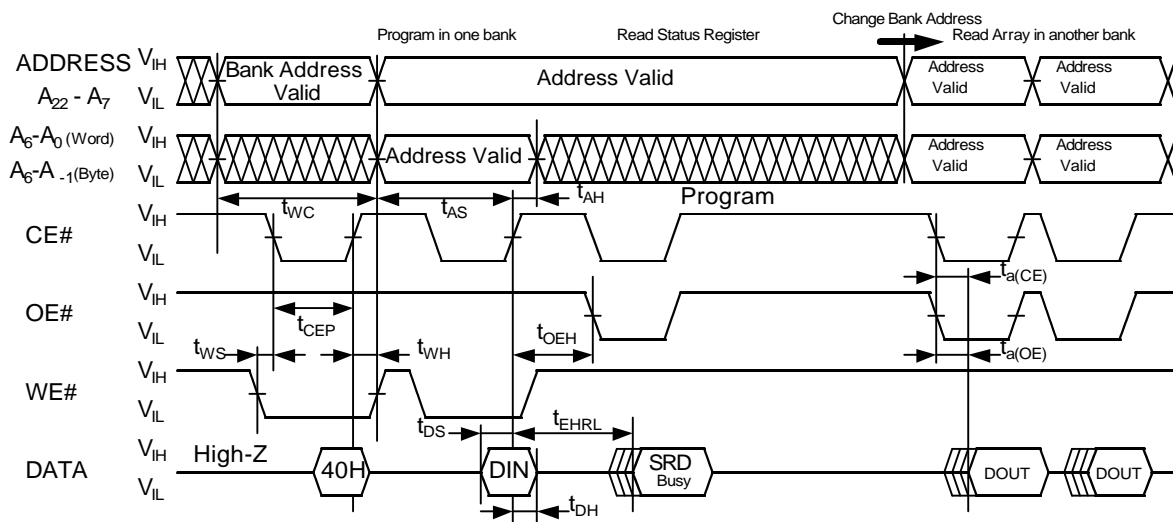 Change Bank Address
Program in one bank Read Status Register Read Array in another bank
ADDRESS VIH Bank Address Valid Address Valid Address Valid Address Valid
A22 - A7 VIL
A6-A0 (Word) VIH Address Valid Address Valid Address Valid
A6-A -1(Byte) VIL
tWC tAS tAH Program
CE# VIH
VIL
ta(CE)
OE# VIH
VIL
tCEP tOEH
tWS tWH ta(OE)
WE# VIH
VIL
tDS tEHRL
DATA VIH High-Z 40H DIN SRD Busy DOUT DOUT
VIL
tDH